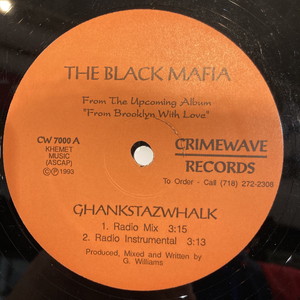 THE BLACK MAFIA
From The Upcoming Album
"From Brooklyn With Love"
CW 7000 A
KHEMET
MUSIC
(ASCAP)
©℗ 1993
CRIMEWAVE
RECORDS
To Order - Call (718) 272-2306
GHANKSTAZWHALK
1. Radio Mix 3:15
2. Radio Instrumental 3:13
Produced, Mixed and Written by
G. Williams